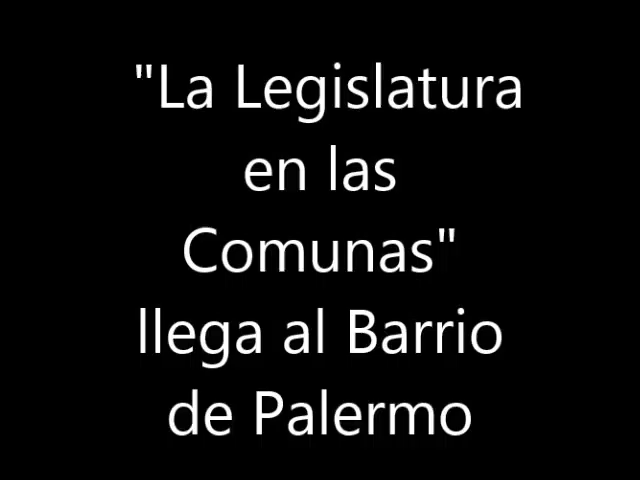 "La Legislatura
en las
Comunas"
llega al Barrio
de Palermo